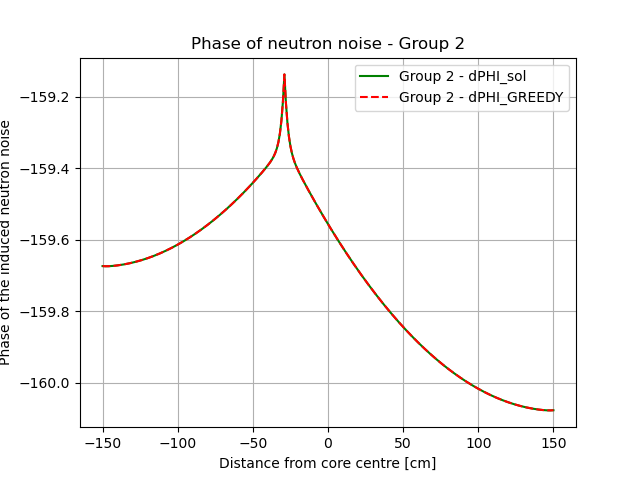 Phase of neutron noise - Group 2
Group 2 - dPHI_sol
Group 2 - dPHI_GREEDY
Phase of the induced neutron noise
−159.2
−159.4
−159.6
−159.8
−160.0
−150
−100
−50
0
50
100
150
Distance from core centre [cm]